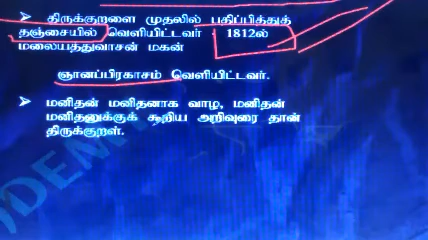 ➤ திருக்குறளை முதலில் பதிப்பித்துத்
தஞ்சையில் வெளியிட்டவர் 1812ல்
மலையத்துவாசன் மகன்
ஞானப்பிரகாசம் வெளியிட்டவர்.
➤ மனிதன் மனிதனாக வாழ, மனிதன்
மனிதனுக்குக் கூறிய அறிவுரை தான்
திருக்குறள்.